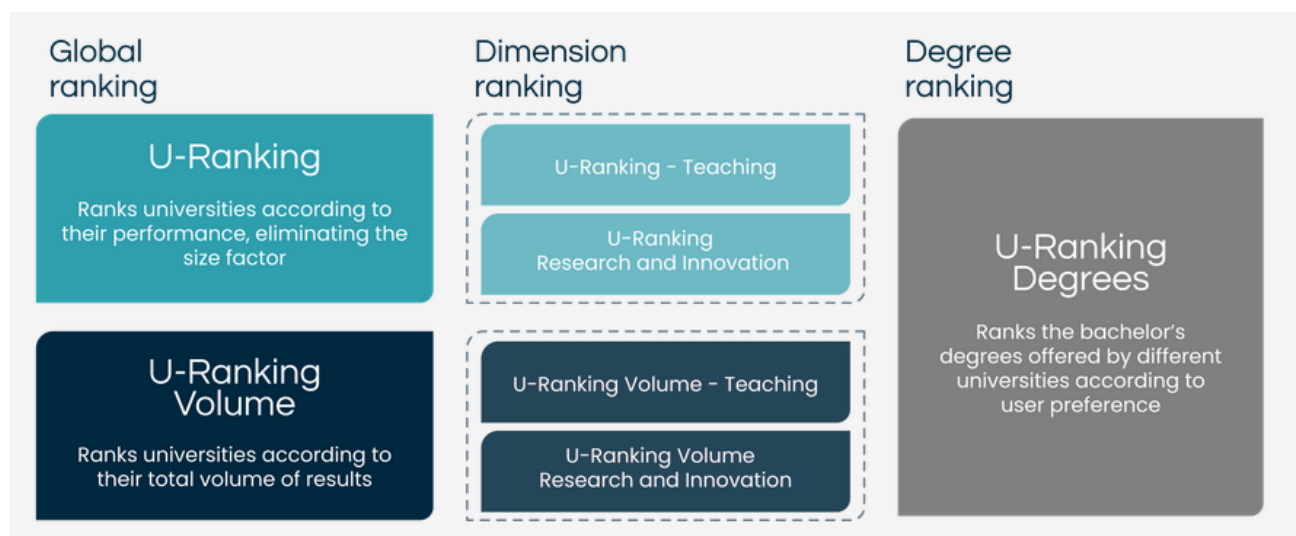 Global
ranking
U-Ranking
Ranks universities according to
their performance, eliminating the
size factor
U-Ranking
Volume
Ranks universities according to
their total volume of results
Dimension
ranking
U-Ranking - Teaching
U-Ranking
Research and Innovation
U-Ranking Volume - Teaching
U-Ranking Volume
Research and Innovation
Degree
ranking
U-Ranking
Degrees
Ranks the bachelor’s
degrees offered by different
universities according to
user preference